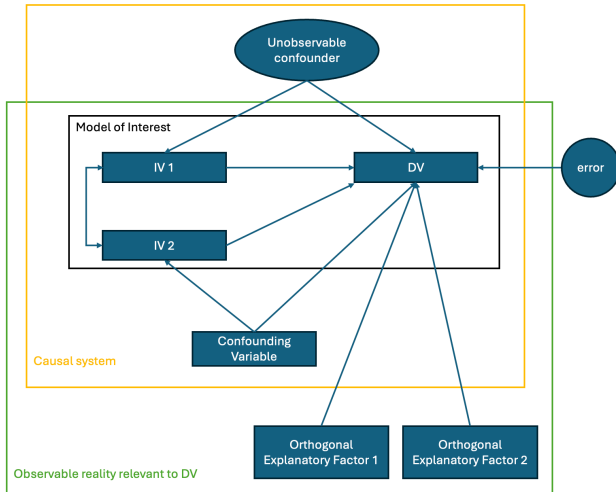 Unobservable
confounder
Model of Interest
IV 1
DV
error
IV 2
Confounding
Variable
Causal system
Orthogonal
Explanatory Factor 1
Orthogonal
Explanatory Factor 2
Observable reality relevant to DV